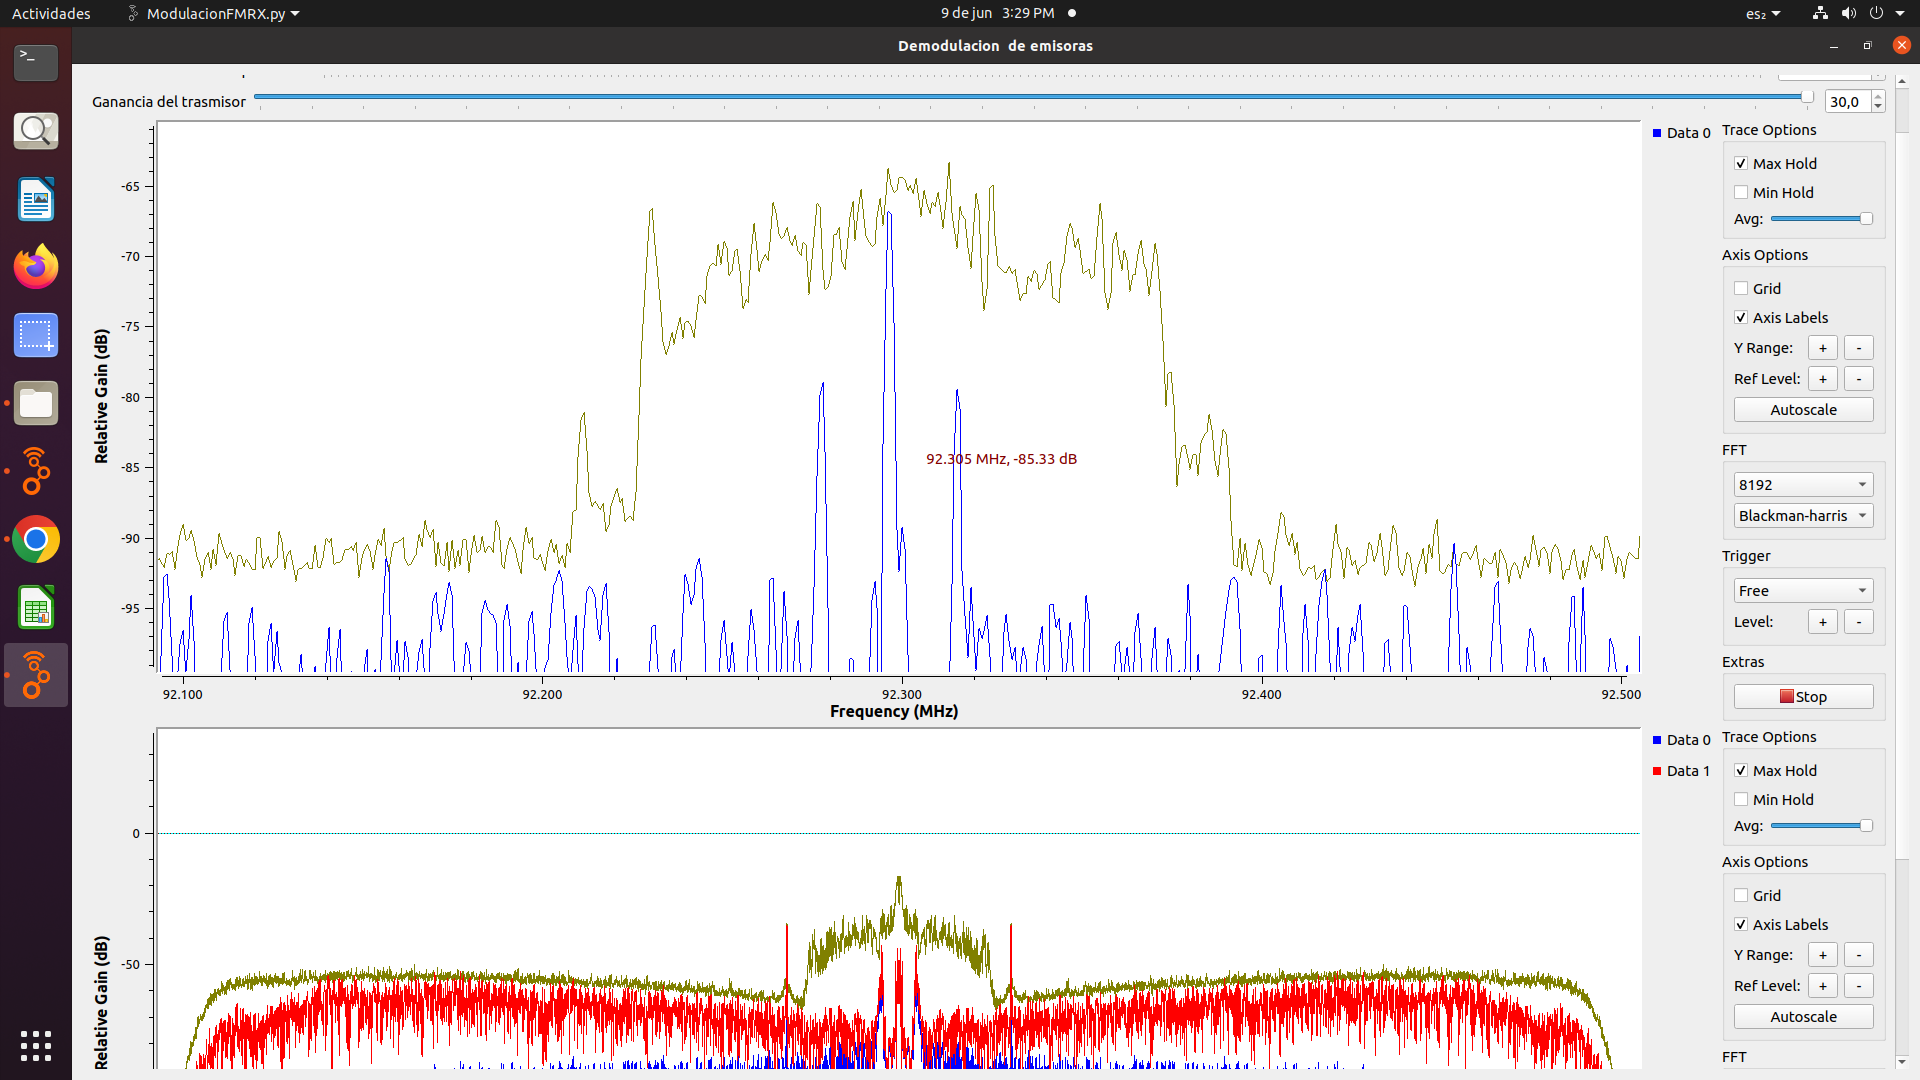 Actividades ModulacionFMRX.py 9 de jun 3:29 PM es₂
Demodulacion de emisoras
Ganancia del trasmisor 30,0
Data 0
Relative Gain (dB)
-65
-70
-75
-80
-85
-90
-95
92.305 MHz, -85.33 dB
92.100 92.200 92.300 92.400 92.500
Frequency (MHz)
Trace Options
Max Hold
Min Hold
Avg:
Axis Options
Grid
Axis Labels
Y Range: + -
Ref Level: + -
Autoscale
FFT
8192
Blackman-harris
Trigger
Free
Level: + -
Extras
Stop
Data 0
Data 1
Relative Gain (dB)
0
-50
Trace Options
Max Hold
Min Hold
Avg:
Axis Options
Grid
Axis Labels
Y Range: + -
Ref Level: + -
Autoscale
FFT